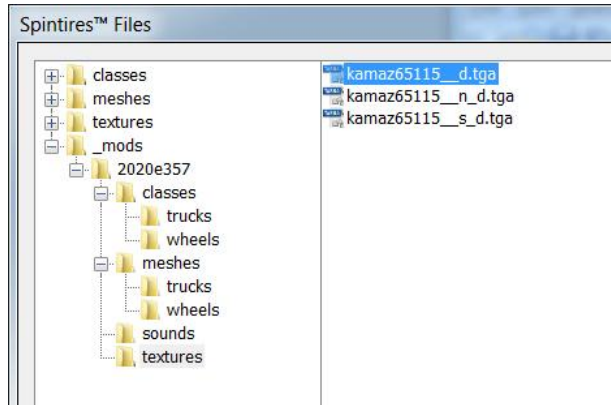 Spintires™ Files
classes
meshes
textures
_mods
2020e357
classes
trucks
wheels
meshes
trucks
wheels
sounds
textures
kamaz65115__d.tga
kamaz65115__n_d.tga
kamaz65115__s_d.tga